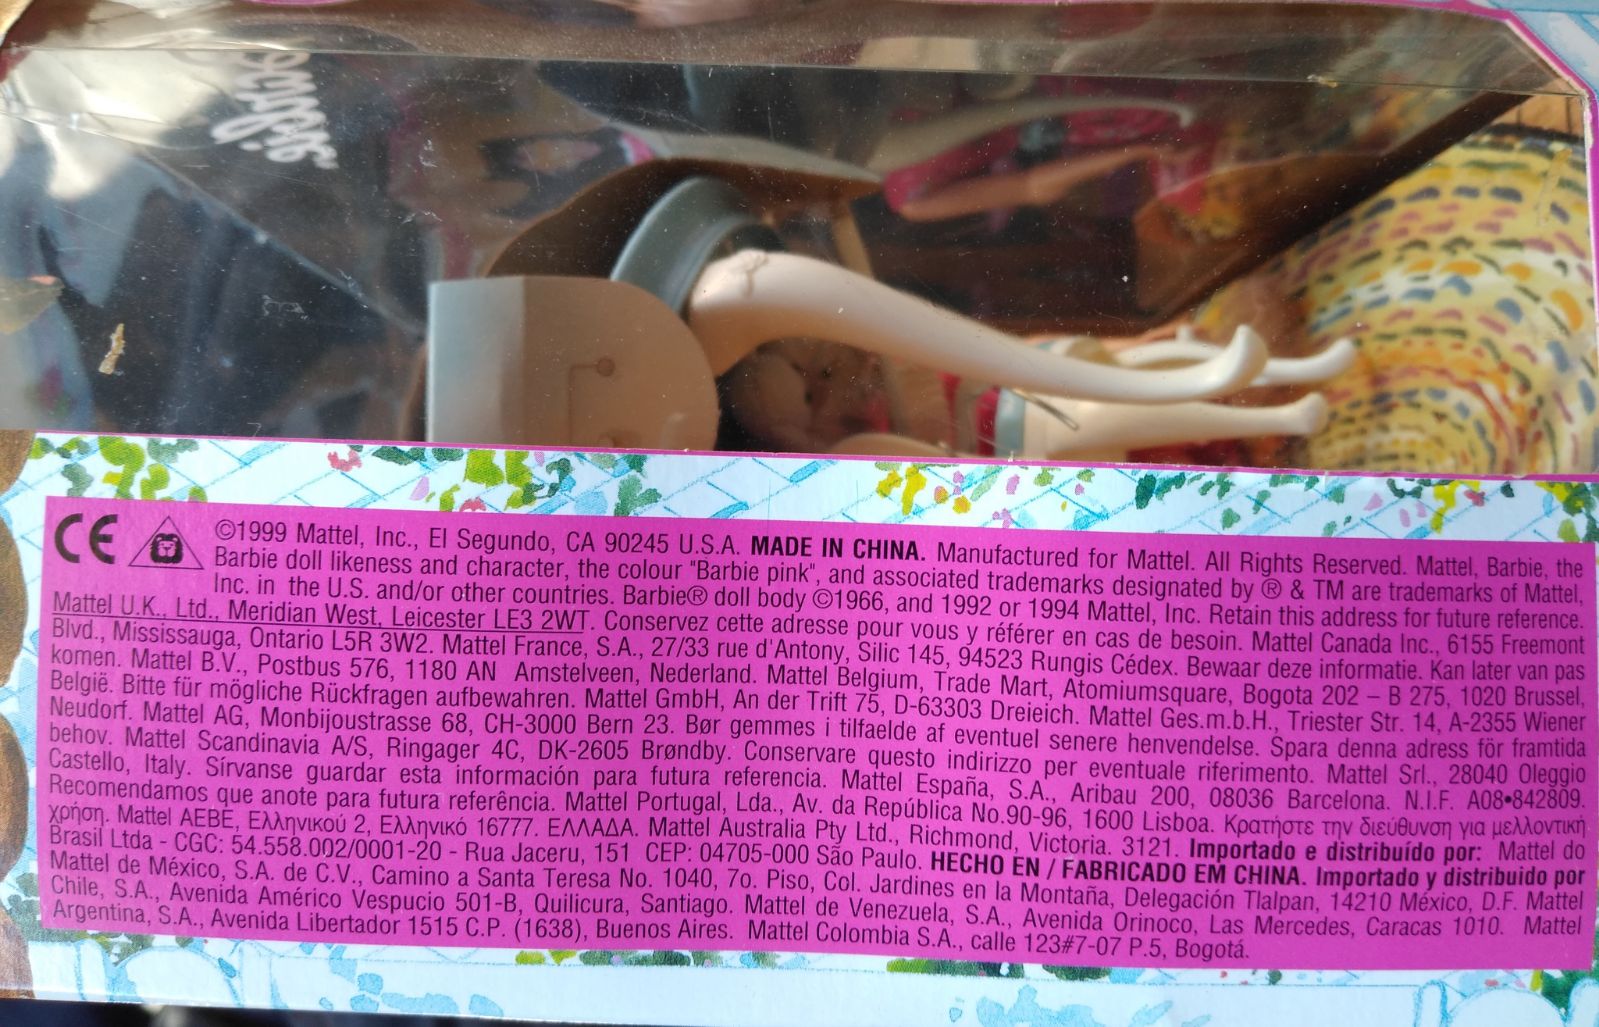 CE ©1999 Mattel, Inc., El Segundo, CA 90245 U.S.A. MADE IN CHINA. Manufactured for Mattel. All Rights Reserved. Mattel, Barbie, the
Barbie doll likeness and character, the colour "Barbie pink", and associated trademarks designated by ® & TM are trademarks of Mattel,
Inc. in the U.S. and/or other countries. Barbie® doll body ©1966, and 1992 or 1994 Mattel, Inc. Retain this address for future reference.
Mattel U.K., Ltd., Meridian West, Leicester LE3 2WT. Conservez cette adresse pour vous y référer en cas de besoin. Mattel Canada Inc., 6155 Freemont
Blvd., Mississauga, Ontario L5R 3W2. Mattel France, S.A., 27/33 rue d'Antony, Silic 145, 94523 Rungis Cédex. Bewaar deze informatie. Kan later van pas
komen. Mattel B.V., Postbus 576, 1180 AN Amstelveen, Nederland. Mattel Belgium, Trade Mart, Atomiumsquare, Bogota 202 – B 275, 1020 Brussel,
België. Bitte für mögliche Rückfragen aufbewahren. Mattel GmbH, An der Trift 75, D-63303 Dreieich. Mattel Ges.m.b.H., Triester Str. 14, A-2355 Wiener
Neudorf. Mattel AG, Monbijoustrasse 68, CH-3000 Bern 23. Bør gemmes i tilfaelde af eventuel senere henvendelse. Spara denna adress för framtida
behov. Mattel Scandinavia A/S, Ringager 4C, DK-2605 Brøndby. Conservare questo indirizzo per eventuale riferimento. Mattel Srl., 28040 Oleggio
Castello, Italy. Sírvanse guardar esta información para futura referencia. Mattel España, S.A., Aribau 200, 08036 Barcelona. N.I.F. A08•842809.
Recomendamos que anote para futura referência. Mattel Portugal, Lda., Av. da República No.90-96, 1600 Lisboa. Κρατήστε την διεύθυνση για μελλοντική
χρήση. Mattel AEBE, Ελληνικού 2, Ελληνικό 16777. ΕΛΛΑΔΑ. Mattel Australia Pty Ltd., Richmond, Victoria. 3121. Importado e distribuído por: Mattel do
Brasil Ltda - CGC: 54.558.002/0001-20 - Rua Jaceru, 151 CEP: 04705-000 São Paulo. HECHO EN / FABRICADO EM CHINA. Importado y distribuido por
Mattel de México, S.A. de C.V., Camino a Santa Teresa No. 1040, 7o. Piso, Col. Jardines en la Montaña, Delegación Tlalpan, 14210 México, D.F. Mattel
Chile, S.A., Avenida Américo Vespucio 501-B, Quilicura, Santiago. Mattel de Venezuela, S.A., Avenida Orinoco, Las Mercedes, Caracas 1010. Mattel
Argentina, S.A., Avenida Libertador 1515 C.P. (1638), Buenos Aires. Mattel Colombia S.A., calle 123#7-07 P.5, Bogotá.